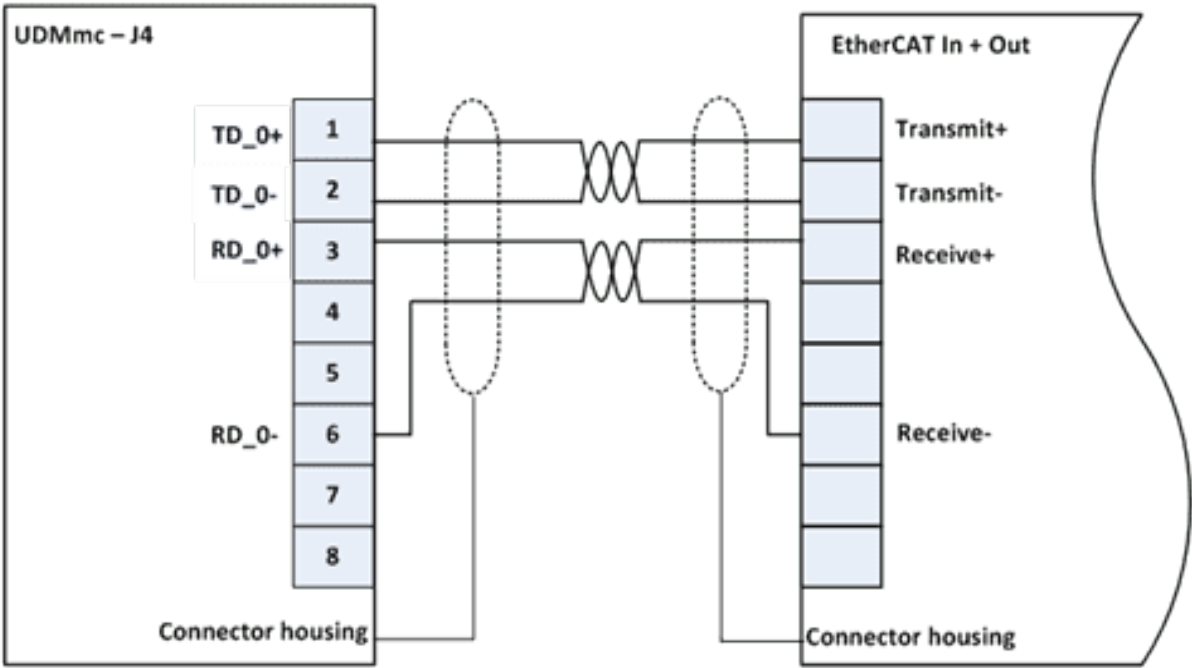 UDMmc – J4
EtherCAT In + Out
TD_0+
1
Transmit+
TD_0-
2
Transmit-
RD_0+
3
Receive+
4
5
RD_0-
6
Receive-
7
8
Connector housing
Connector housing